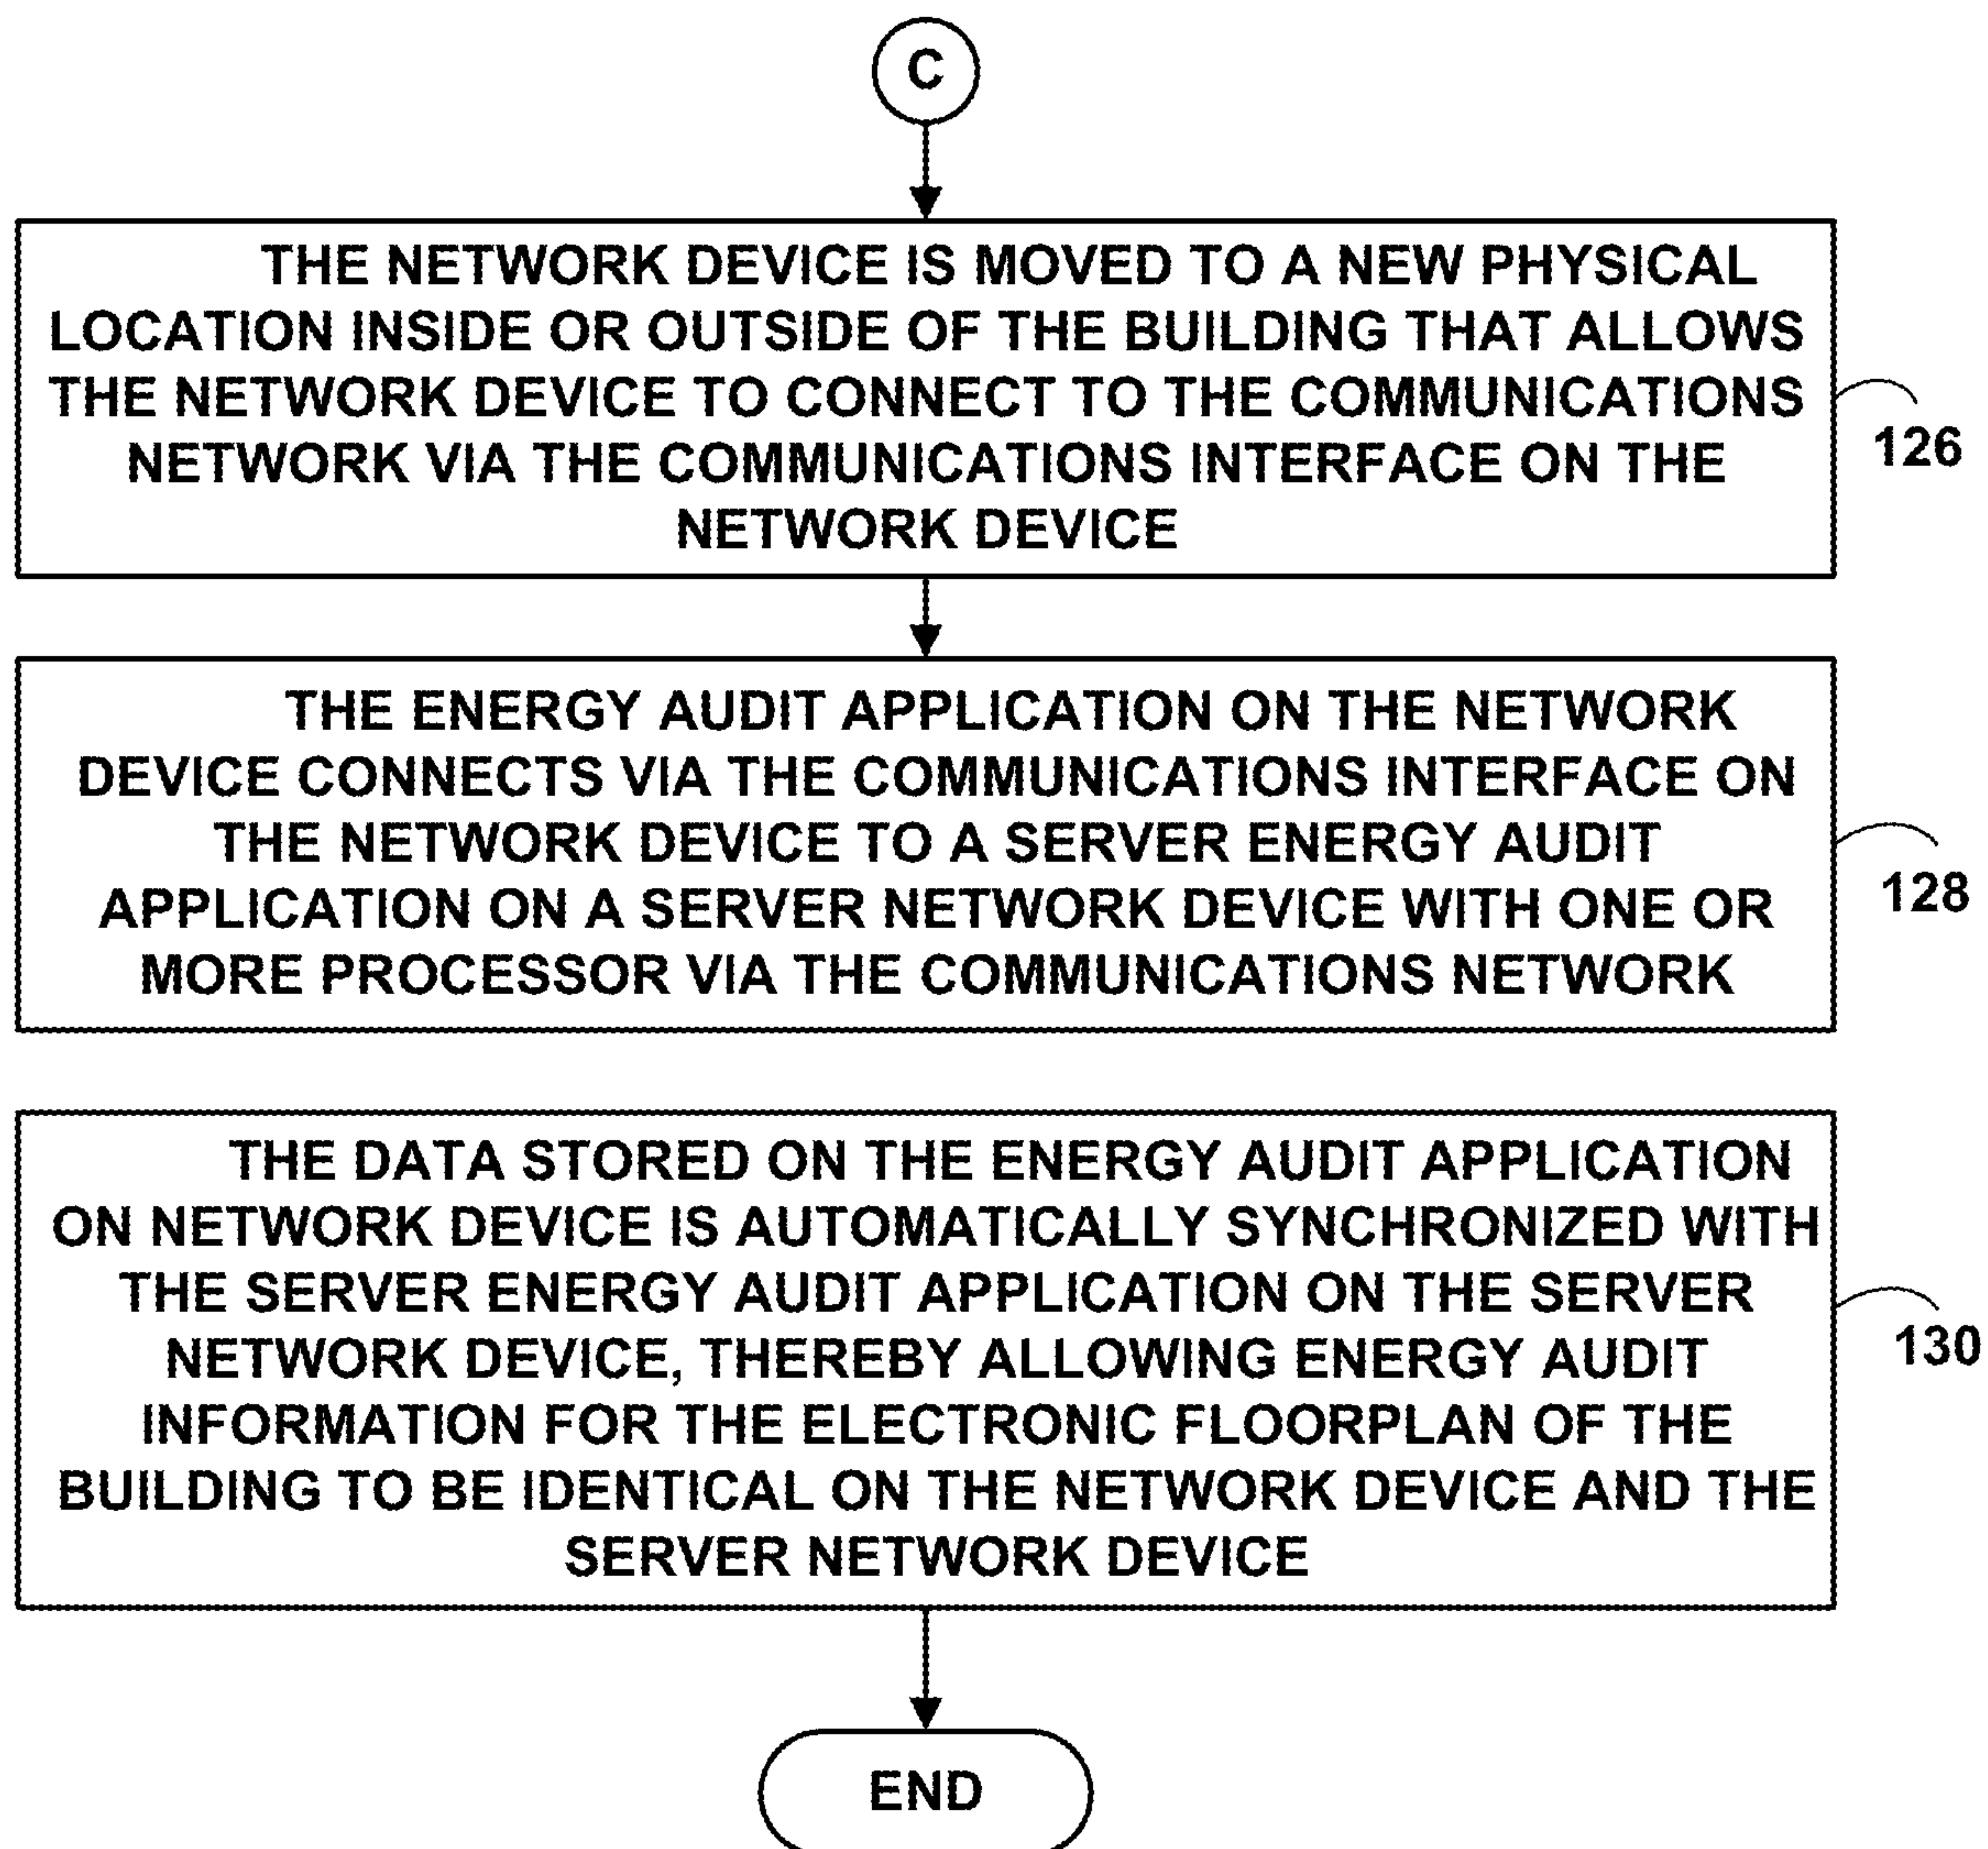 C
THE NETWORK DEVICE IS MOVED TO A NEW PHYSICAL
LOCATION INSIDE OR OUTSIDE OF THE BUILDING THAT ALLOWS
THE NETWORK DEVICE TO CONNECT TO THE COMMUNICATIONS
NETWORK VIA THE COMMUNICATIONS INTERFACE ON THE
NETWORK DEVICE
126
THE ENERGY AUDIT APPLICATION ON THE NETWORK
DEVICE CONNECTS VIA THE COMMUNICATIONS INTERFACE ON
THE NETWORK DEVICE TO A SERVER ENERGY AUDIT
APPLICATION ON A SERVER NETWORK DEVICE WITH ONE OR
MORE PROCESSOR VIA THE COMMUNICATIONS NETWORK
128
THE DATA STORED ON THE ENERGY AUDIT APPLICATION
ON NETWORK DEVICE IS AUTOMATICALLY SYNCHRONIZED WITH
THE SERVER ENERGY AUDIT APPLICATION ON THE SERVER
NETWORK DEVICE, THEREBY ALLOWING ENERGY AUDIT
INFORMATION FOR THE ELECTRONIC FLOORPLAN OF THE
BUILDING TO BE IDENTICAL ON THE NETWORK DEVICE AND THE
SERVER NETWORK DEVICE
130
END